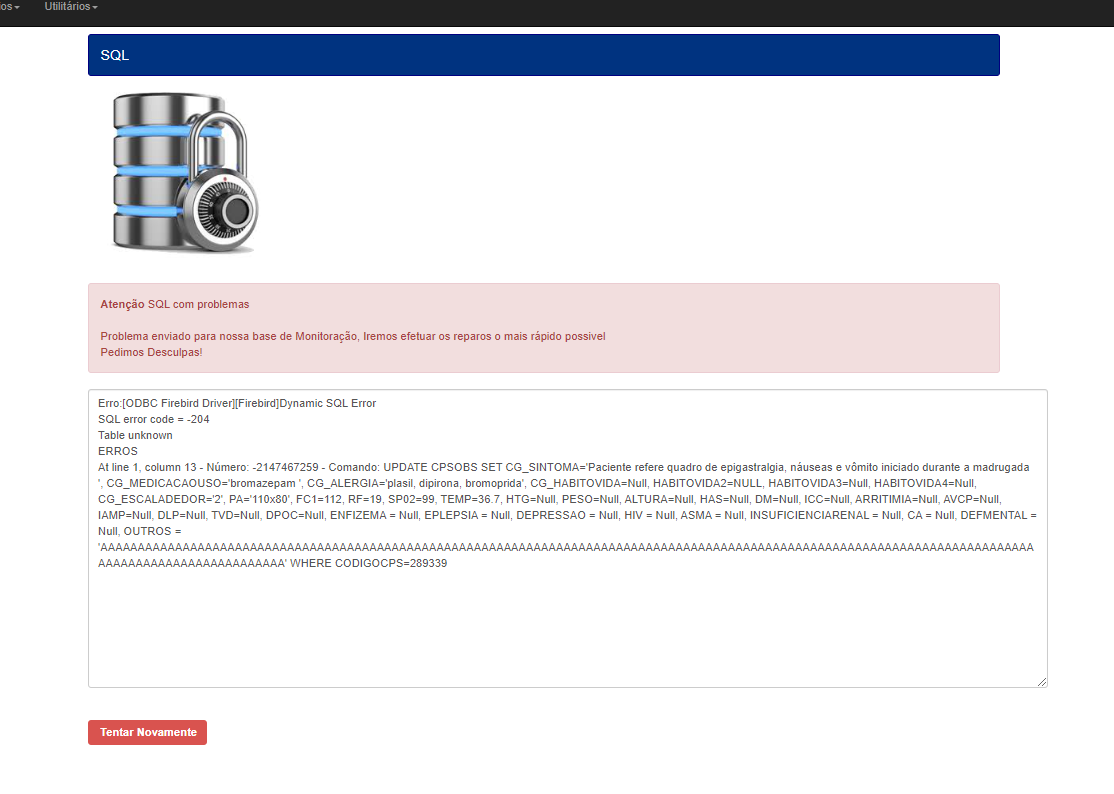 ios
Utilitários
SQL
Atenção SQL com problemas
Problema enviado para nossa base de Monitoração, Iremos efetuar os reparos o mais rápido possivel
Pedimos Desculpas!
Erro:[ODBC Firebird Driver][Firebird]Dynamic SQL Error
SQL error code = -204
Table unknown
ERROS
At line 1, column 13 - Número: -2147467259 - Comando: UPDATE CPSOBS SET CG_SINTOMA='Paciente refere quadro de epigastralgia, náuseas e vômito iniciado durante a madrugada
', CG_MEDICACAOUSO='bromazepam ', CG_ALERGIA='plasil, dipirona, bromoprida', CG_HABITOVIDA=Null, HABITOVIDA2=NULL, HABITOVIDA3=Null, HABITOVIDA4=Null,
CG_ESCALADEDOR='2', PA='110x80', FC1=112, RF=19, SP02=99, TEMP=36.7, HTG=Null, PESO=Null, ALTURA=Null, HAS=Null, DM=Null, ICC=Null, ARRITIMIA=Null, AVCP=Null,
IAMP=Null, DLP=Null, TVD=Null, DPOC=Null, ENFIZEMA = Null, EPLEPSIA = Null, DEPRESSAO = Null, HIV = Null, ASMA = Null, INSUFICIENCIARENAL = Null, CA = Null, DEFMENTAL =
Null, OUTROS =
'AAAAAAAAAAAAAAAAAAAAAAAAAAAAAAAAAAAAAAAAAAAAAAAAAAAAAAAAAAAAAAAAAAAAAAAAAAAAAAAAAAAAAAAAAAAAAAAAAAAAAAAAAAAAAAAAAAAAAAAAAAAAA
AAAAAAAAAAAAAAAAAAAAAAAAA' WHERE CODIGOCPS=289339
Tentar Novamente